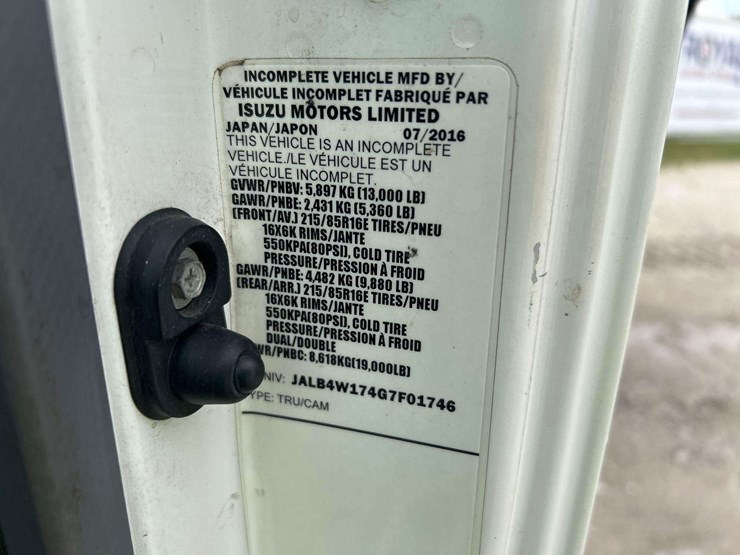 INCOMPLETE VEHICLE MFD BY/
VÉHICULE INCOMPLET FABRIQUÉ PAR
ISUZU MOTORS LIMITED
JAPAN/JAPON 07/2016
THIS VEHICLE IS AN INCOMPLETE
VEHICLE./LE VÉHICULE EST UN
VÉHICULE INCOMPLET.
GVWR/PNBV: 5,897 KG (13,000 LB)
GAWR/PNBE: 2,431 KG (5,360 LB)
(FRONT/AV.) 215/85R16E TIRES/PNEU
16X6K RIMS/JANTE
550KPA(80PSI), COLD TIRE
PRESSURE/PRESSION À FROID
GAWR/PNBE: 4,482 KG (9,880 LB)
(REAR/ARR.) 215/85R16E TIRES/PNEU
16X6K RIMS/JANTE
550KPA(80PSI), COLD TIRE
PRESSURE/PRESSION À FROID
DUAL/DOUBLE
WR/PNBC: 8,618KG(19,000LB)
NIV: JALB4W174G7F01746
YPE: TRU/CAM